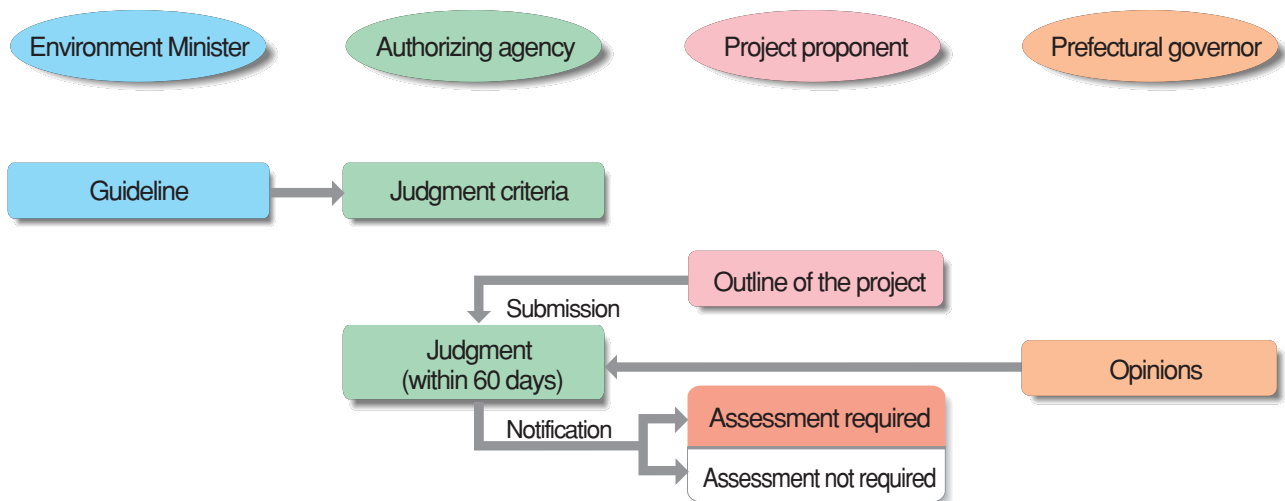 Environment Minister
Authorizing agency
Project proponent
Prefectural governor
Guideline
Judgment criteria
Outline of the project
Submission
Judgment
(within 60 days)
Opinions
Notification
Assessment required
Assessment not required